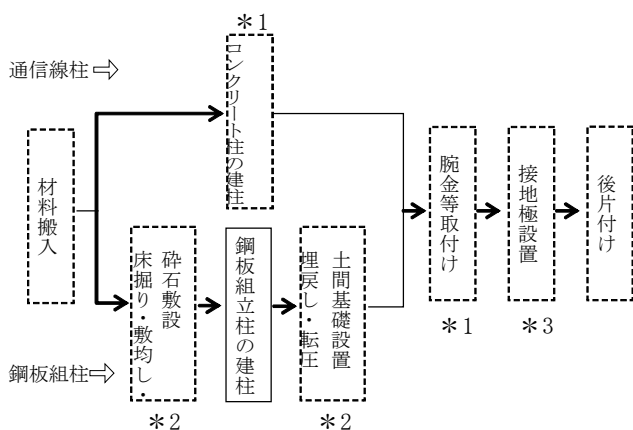 ＊1
通信線柱⇨
コンクリート柱の建柱
材料搬入
砕石敷設
床掘り・敷均し・
鋼板組立柱の建柱
土間基礎設置
埋戻し・転圧
腕金等取付け
接地極設置
後片付け
＊1
＊3
鋼板組柱⇨
＊2
＊2